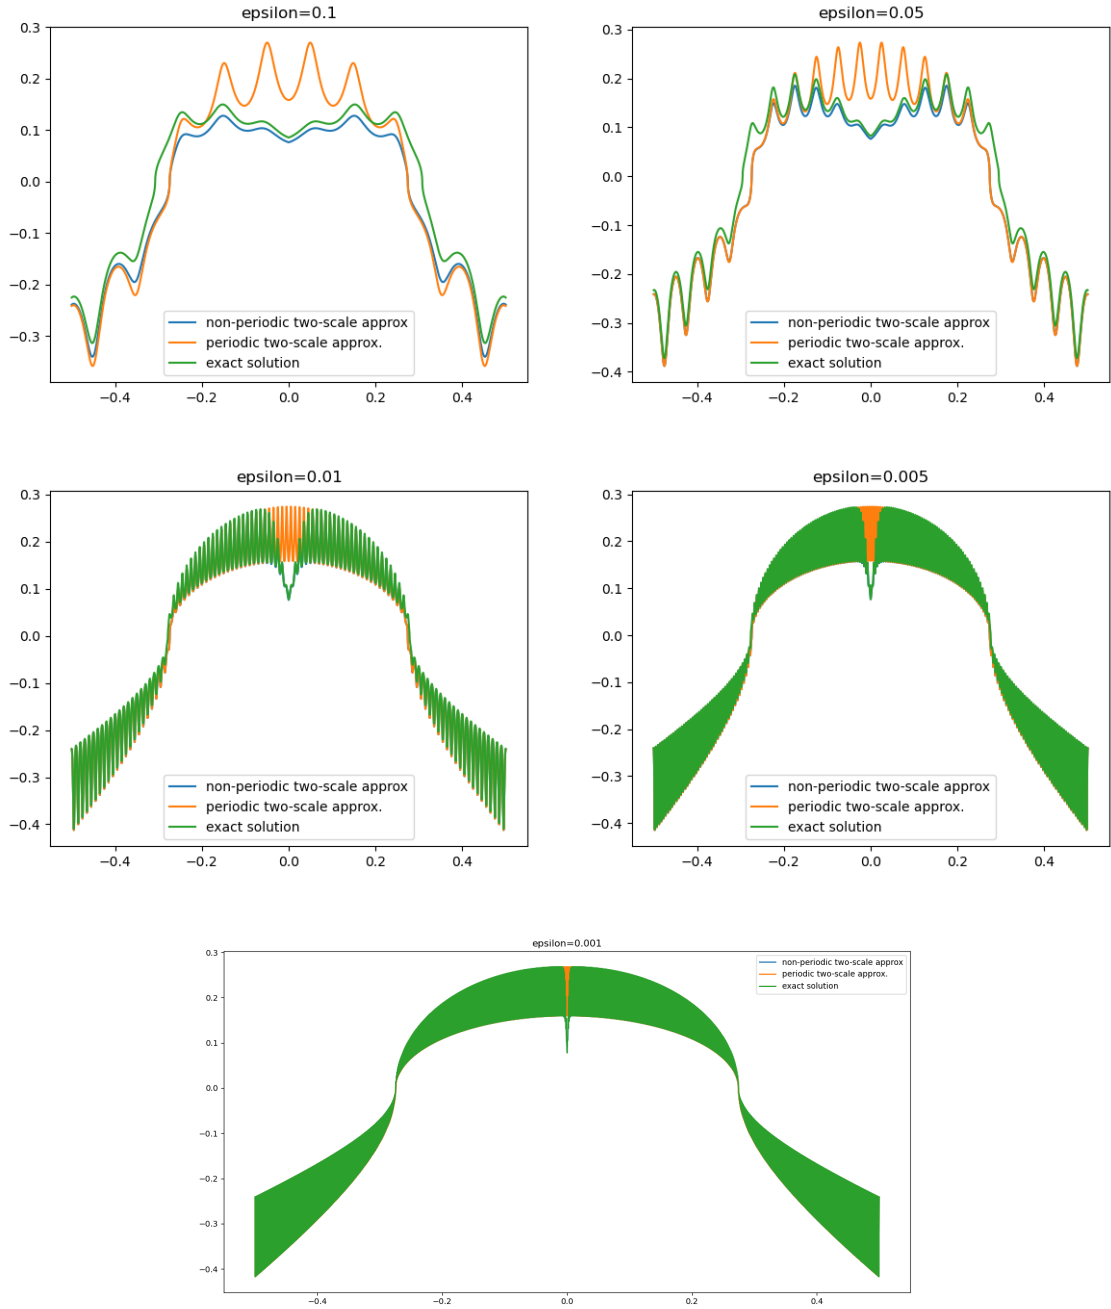 epsilon=0.1
0.3
0.2
0.1
0.0
−0.1
−0.2
−0.3
non-periodic two-scale approx
periodic two-scale approx.
exact solution
−0.4 −0.2 0.0 0.2 0.4
epsilon=0.05
0.3
0.2
0.1
0.0
−0.1
−0.2
−0.3
−0.4
non-periodic two-scale approx
periodic two-scale approx.
exact solution
−0.4 −0.2 0.0 0.2 0.4
epsilon=0.01
0.3
0.2
0.1
0.0
−0.1
−0.2
−0.3
−0.4
non-periodic two-scale approx
periodic two-scale approx.
exact solution
−0.4 −0.2 0.0 0.2 0.4
epsilon=0.005
0.3
0.2
0.1
0.0
−0.1
−0.2
−0.3
−0.4
non-periodic two-scale approx
periodic two-scale approx.
exact solution
−0.4 −0.2 0.0 0.2 0.4
epsilon=0.001
0.3
non-periodic two-scale approx
periodic two-scale approx.
exact solution
0.2
0.1
0.0
−0.1
−0.2
−0.3
−0.4
−0.4 −0.2 0.0 0.2 0.4